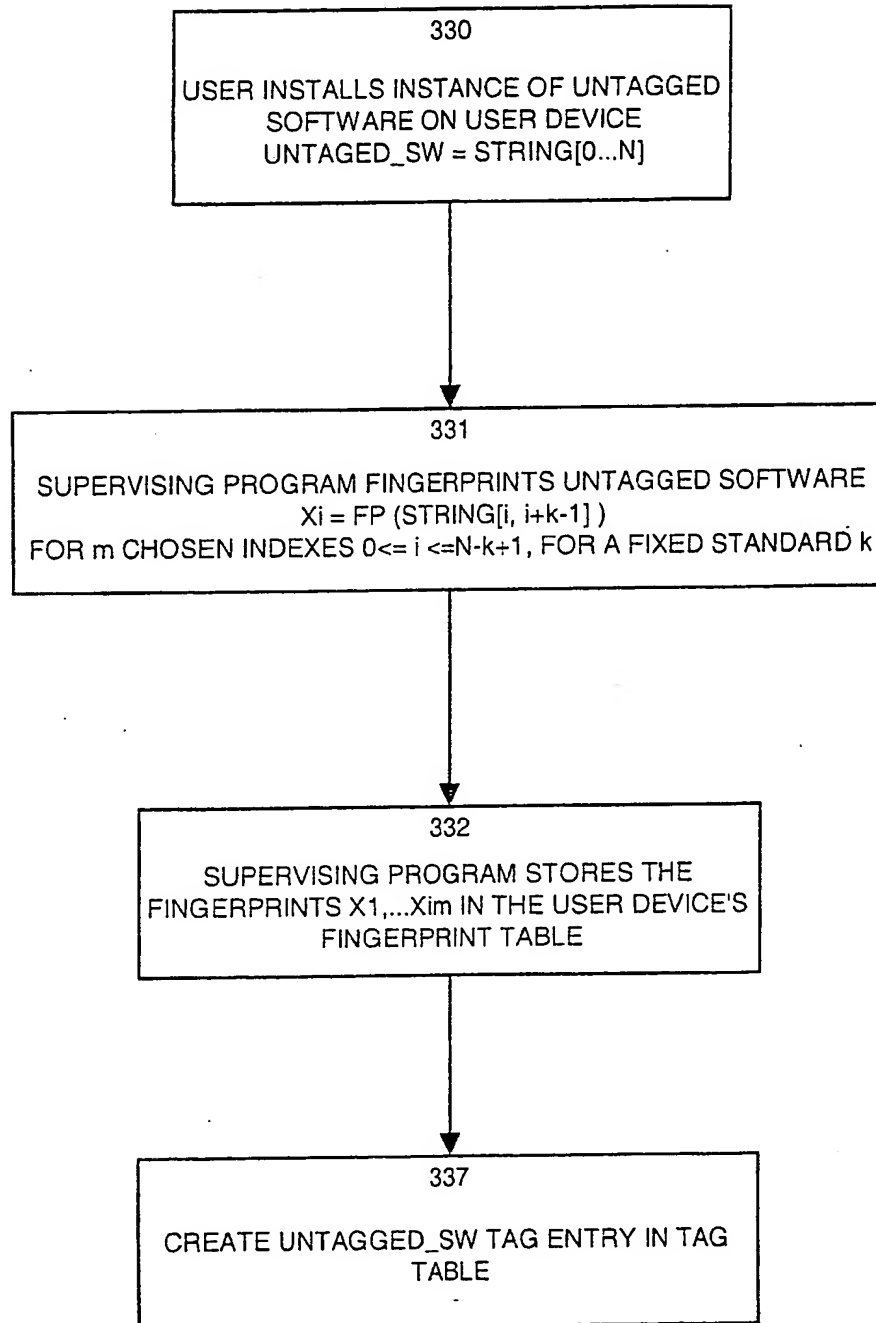 330
USER INSTALLS INSTANCE OF UNTAGGED
SOFTWARE ON USER DEVICE
UNTAGED_SW = STRING[0...N]
331
SUPERVISING PROGRAM FINGERPRINTS UNTAGGED SOFTWARE
Xi = FP (STRING[i, i+k-1] )
FOR m CHOSEN INDEXES 0<= i <=N-k+1, FOR A FIXED STANDARD k
332
SUPERVISING PROGRAM STORES THE
FINGERPRINTS X1,...Xim IN THE USER DEVICE'S
FINGERPRINT TABLE
337
CREATE UNTAGGED_SW TAG ENTRY IN TAG
TABLE